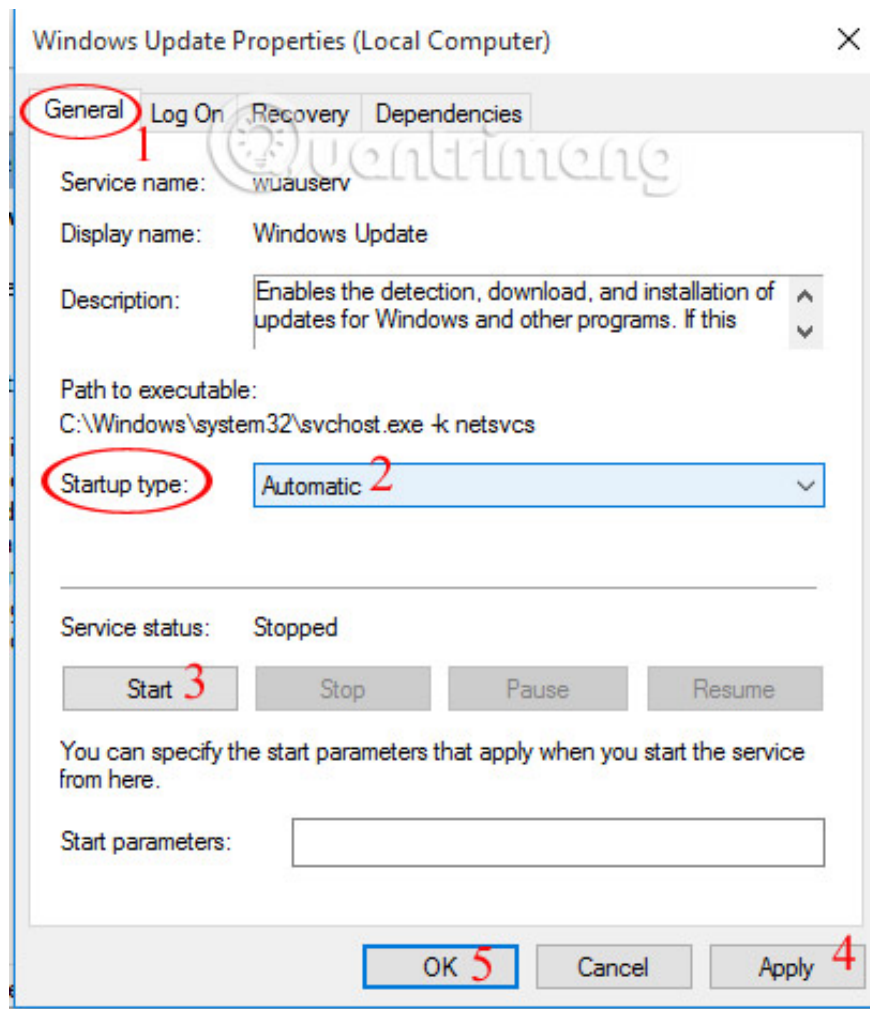 Windows Update Properties (Local Computer)
General Log On Recovery Dependencies
1
Quantrimang
Service name: wuauserv
Display name: Windows Update
Description: Enables the detection, download, and installation of
updates for Windows and other programs. If this
Path to executable:
C:\Windows\system32\svchost.exe -k netsvcs
Startup type: Automatic 2
Service status: Stopped
Start 3 Stop Pause Resume
You can specify the start parameters that apply when you start the service
from here.
Start parameters:
OK 5 Cancel Apply 4